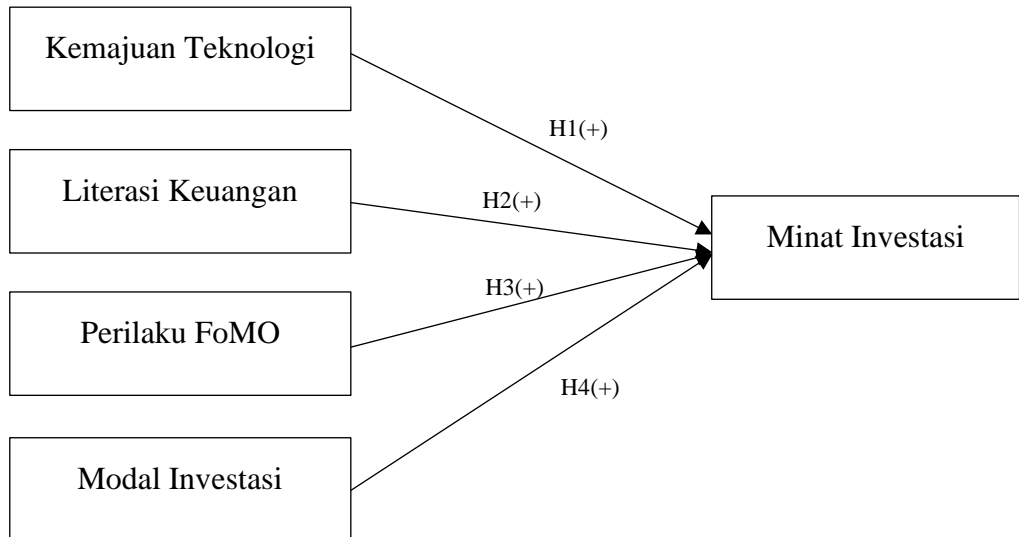 Kemajuan Teknologi
H1(+)
Literasi Keuangan
H2(+)
Minat Investasi
H3(+)
Perilaku FoMO
H4(+)
Modal Investasi